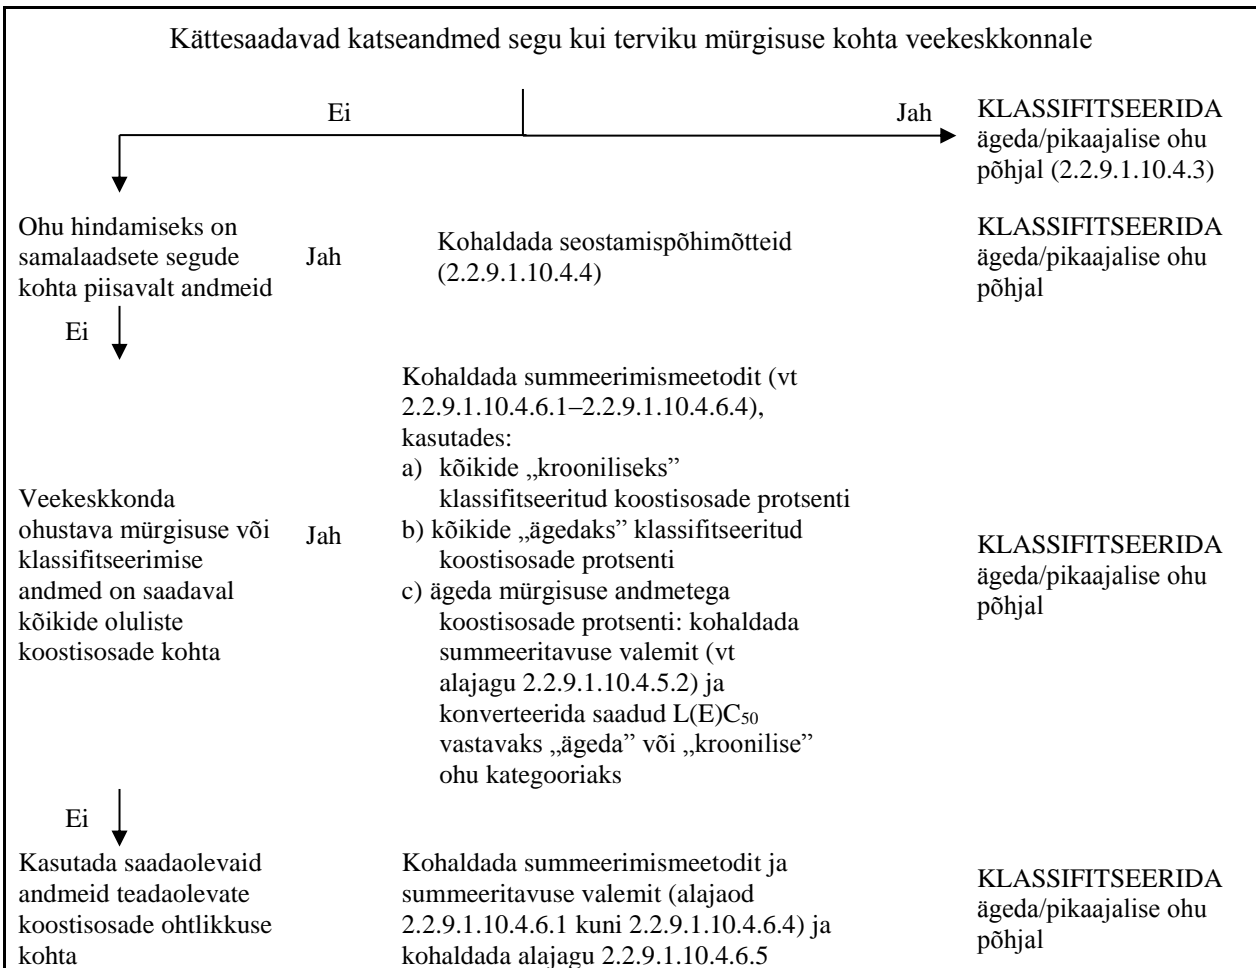 Kättesaadavad katseandmed segu kui terviku mürgisuse kohta veekeskkonnale
Ei
Jah
KLASSIFITSEERIDA
ägeda/pikaajalise ohu
põhjal (2.2.9.1.10.4.3)
Ohu hindamiseks on
samalaadsete segude
kohta piisavalt andmeid
Jah
Kohaldada seostamispõhimõtteid
(2.2.9.1.10.4.4)
KLASSIFITSEERIDA
ägeda/pikaajalise ohu
põhjal
Ei
Veekeskkonda
ohustava mürgisuse või
klassifitseerimise
andmed on saadaval
kõikide oluliste
koostisosade kohta
Jah
Kohaldada summeerimismeetodit (vt
2.2.9.1.10.4.6.1–2.2.9.1.10.4.6.4),
kasutades:
a) kõikide „krooniliseks”
klassifitseeritud koostisosade protsenti
b) kõikide „ägedaks” klassifitseeritud
koostisosade protsenti
c) ägeda mürgisuse andmetega
koostisosade protsenti: kohaldada
summeeritavuse valemit (vt
alajagu 2.2.9.1.10.4.5.2) ja
konverteerida saadud L(E)C₅₀
vastavaks „ägeda” või „kroonilise”
ohu kategooriaks
KLASSIFITSEERIDA
ägeda/pikaajalise ohu
põhjal
Ei
Kasutada saadaolevaid
andmeid teadaolevate
koostisosade ohtlikkuse
kohta
Kohaldada summeerimismeetodit ja
summeeritavuse valemit (alajaod
2.2.9.1.10.4.6.1 kuni 2.2.9.1.10.4.6.4) ja
kohaldada alajagu 2.2.9.1.10.4.6.5
KLASSIFITSEERIDA
ägeda/pikaajalise ohu
põhjal